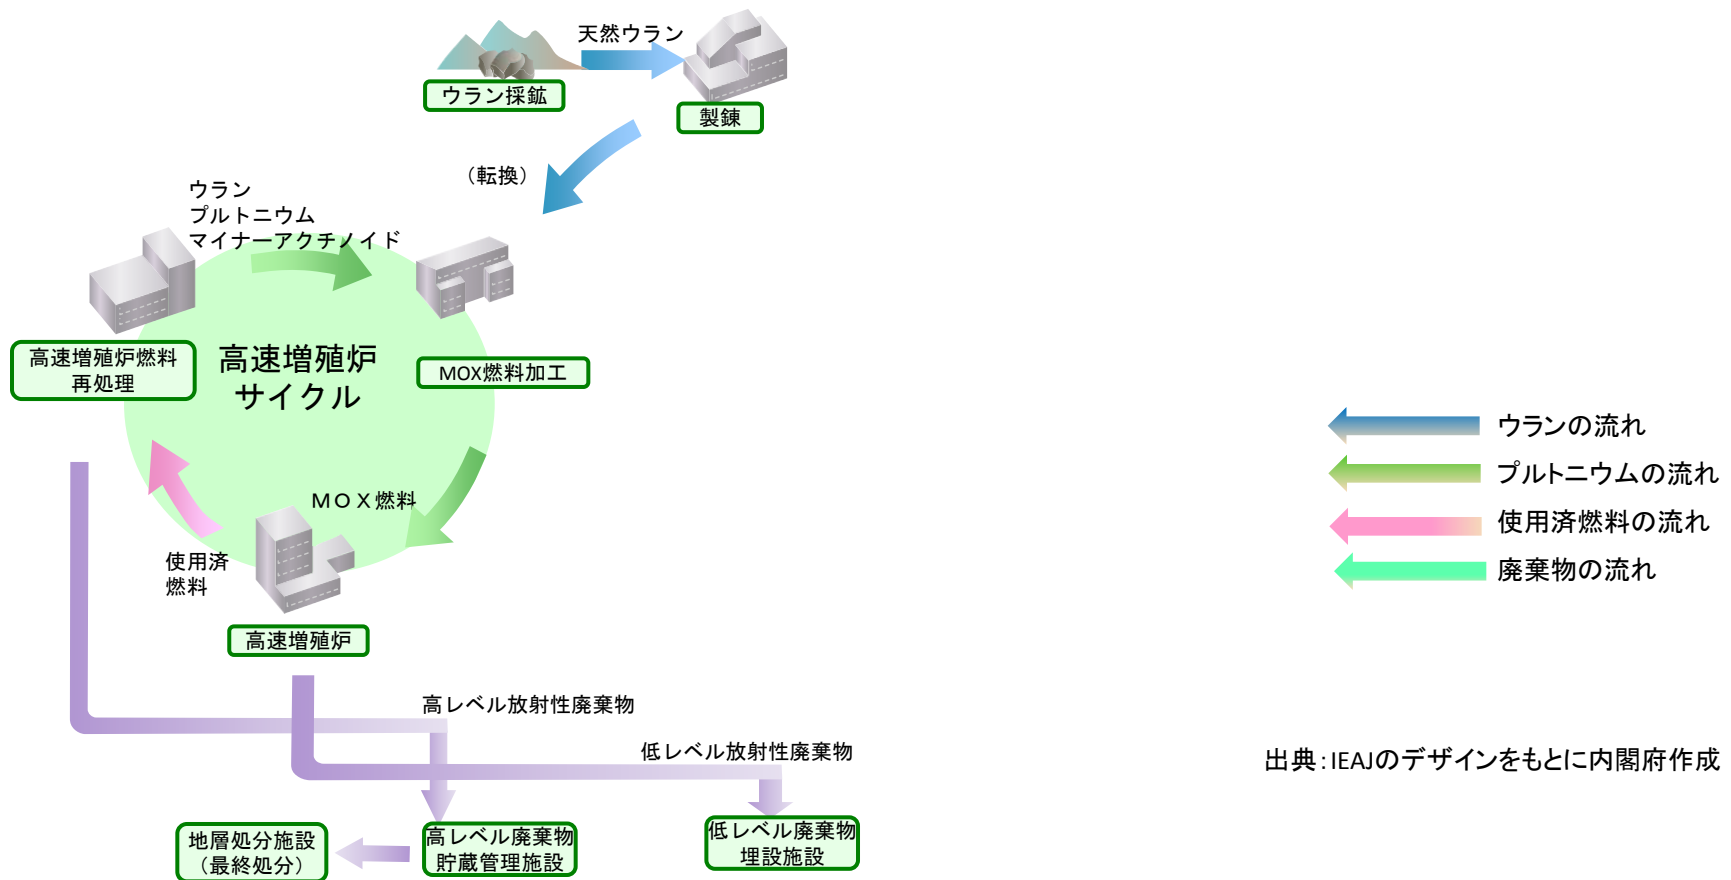 天然ウラン
ウラン採鉱
製錬
（転換）
ウラン
プルトニウム
マイナーアクチノイド
高速増殖炉燃料
再処理
高速増殖炉
サイクル
MOX燃料加工
ＭＯＸ燃料
使用済
燃料
高速増殖炉
高レベル放射性廃棄物
低レベル放射性廃棄物
地層処分施設
（最終処分）
高レベル廃棄物
貯蔵管理施設
低レベル廃棄物
埋設施設
ウランの流れ
プルトニウムの流れ
使用済燃料の流れ
廃棄物の流れ
出典：IEAJのデザインをもとに内閣府作成